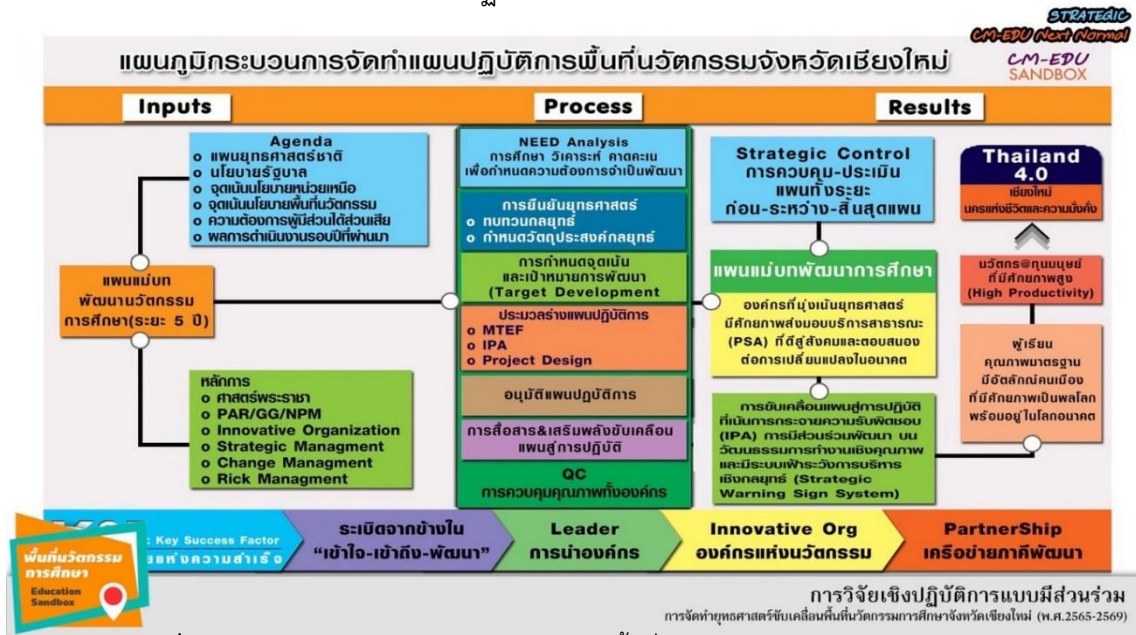 STRATEGIC
CM-EDU Next Normal
แผนภูมิกระบวนการจัดทำแผนปฏิบัติการพื้นที่นวัตกรรมจังหวัดเชียงใหม่
CM-EDU
SANDBOX
Inputs
Process
Results
Agenda
o แผนยุทธศาสตร์ชาติ
o นโยบายรัฐบาล
o จุดเน้นนโยบายหน่วยเหนือ
o จุดเน้นนโยบายพื้นที่นวัตกรรม
o ความต้องการผู้มีส่วนได้ส่วนเสีย
o ผลการดำเนินงานรอบปีที่ผ่านมา
แผนแม่บท
พัฒนานวัตกรรม
การศึกษา(ระยะ 5 ปี)
หลักการ
o ศาสตร์พระราชา
o PAR/GG/NPM
o Innovative Organization
o Strategic Managment
o Change Managment
o Rick Managment
NEED Analysis
การศึกษา วิเคราะห์ คาดคะเน
เพื่อกำหนดความต้องการจำเป็นพัฒนา
การยืนยันยุทธศาสตร์
o ทบทวนกลยุทธ์
o กำหนดวัตถุประสงค์กลยุทธ์
การกำหนดจุดเน้น
และเป้าหมายการพัฒนา
(Target Development
ประมวลร่างแผนปฏิบัติการ
o MTEF
o IPA
o Project Design
อนุมัติแผนปฏิบัติการ
การสื่อสาร&เสริมพลังขับเคลื่อน
แผนสู่การปฏิบัติ
QC
การควบคุมคุณภาพทั้งองค์กร
Strategic Control
การควบคุม-ประเมิน
แผนทั้งระยะ
ก่อน-ระหว่าง-สิ้นสุดแผน
แผนแม่บทพัฒนาการศึกษา
องค์กรที่มุ่งเน้นยุทธศาสตร์
มีศักยภาพส่งมอบบริการสาธารณะ
(PSA) ที่ดีสู่สังคมและตอบสนอง
ต่อการเปลี่ยนแปลงในอนาคต
การขับเคลื่อนแผนสู่การปฏิบัติ
ที่เน้นการกระจายความรับผิดชอบ
(IPA) การมีส่วนร่วมพัฒนา บน
วัฒนธรรมการทำงานเชิงคุณภาพ
และมีระบบเฝ้าระวังการบริหาร
เชิงกลยุทธ์ (Strategic
Warning Sign System)
Thailand
4.0
เชียงใหม่
นครแห่งชีวิตและความมั่งคั่ง
นวัตกร@ทุนมนุษย์
ที่มีศักยภาพสูง
(High Productivity)
ผู้เรียน
คุณภาพมาตรฐาน
มีอัตลักษณ์คนเมือง
ที่มีศักยภาพเป็นพลโลก
พร้อมอยู่ในโลกอนาคต
: Key Success Factor
แห่งความสำเร็จ
ระเบิดจากข้างใน
“เข้าใจ-เข้าถึง-พัฒนา”
Leader
การนำองค์กร
Innovative Org
องค์กรแห่งนวัตกรรม
PartnerShip
เครือข่ายภาคีพัฒนา
พื้นที่นวัตกรรม
การศึกษา
Education
Sandbox
การวิจัยเชิงปฏิบัติการแบบมีส่วนร่วม
การจัดทำยุทธศาสตร์ขับเคลื่อนพื้นที่นวัตกรรมการศึกษาจังหวัดเชียงใหม่ (พ.ศ.2565-2569)